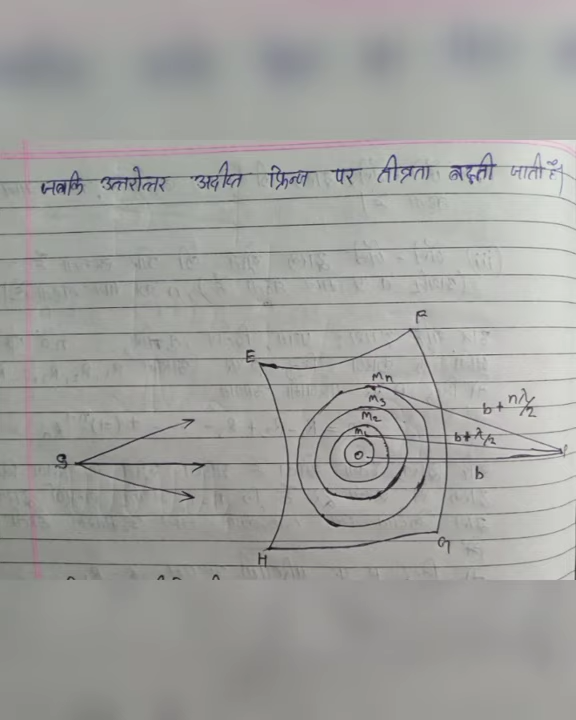 जबकि उत्तरोत्तर अदीप्त फ्रिन्ज पर तीव्रता बढ़ती जाती है।
F
E
Mn
M3
b + nλ/2
M2
M1
b + λ/2
S
O
b
G
H